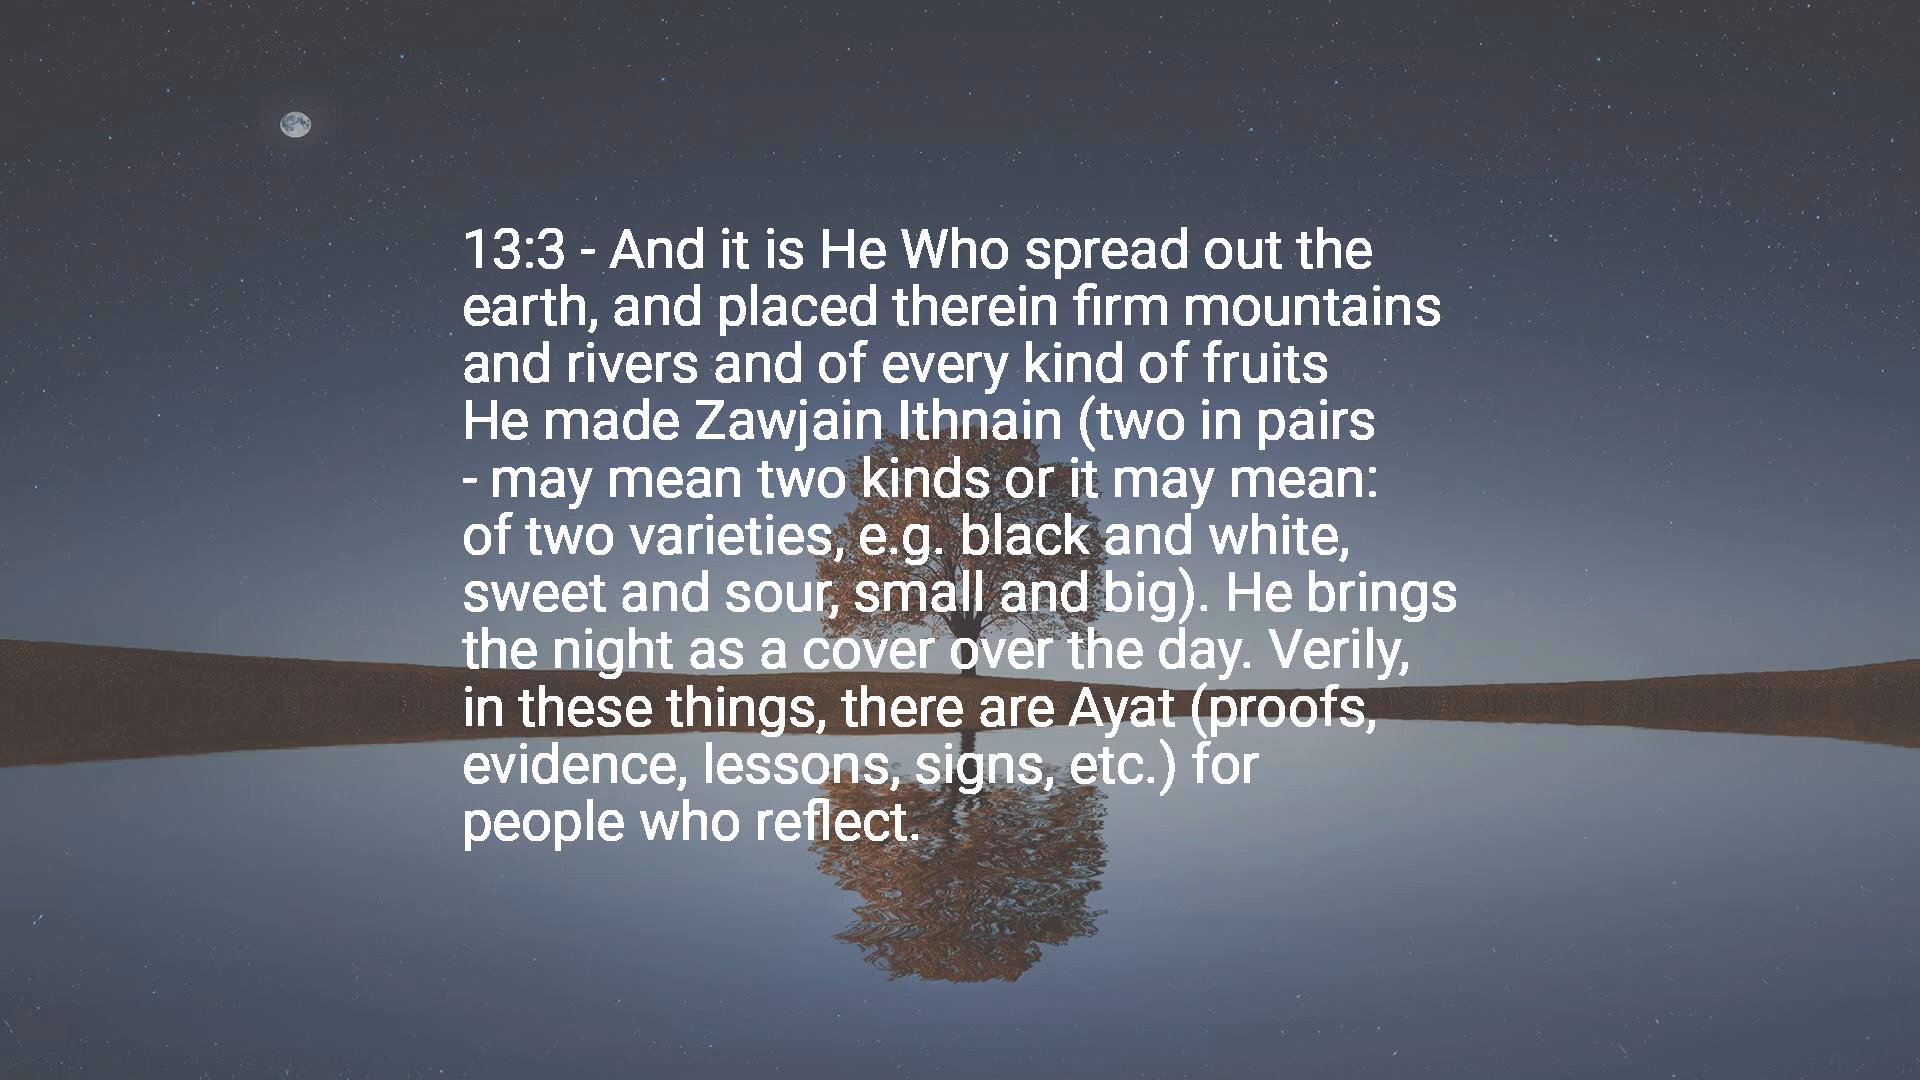 13:3 - And it is He Who spread out the
earth, and placed therein firm mountains
and rivers and of every kind of fruits
He made Zawjain Ithnain (two in pairs
- may mean two kinds or it may mean:
of two varieties, e.g. black and white,
sweet and sour, small and big). He brings
the night as a cover over the day. Verily,
in these things, there are Ayat (proofs,
evidence, lessons, signs, etc.) for
people who reflect.